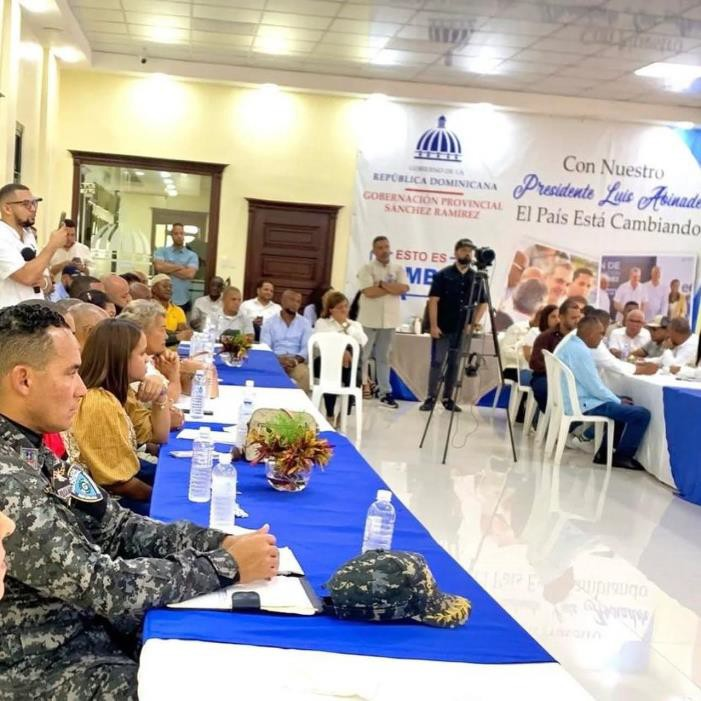 GOBIERNO DE LA
REPÚBLICA DOMINICANA
GOBERNACIÓN PROVINCIAL
SÁNCHEZ RAMÍREZ
ESTO ES
Con Nuestro
Presidente Luis Abinade
El País Está Cambiando